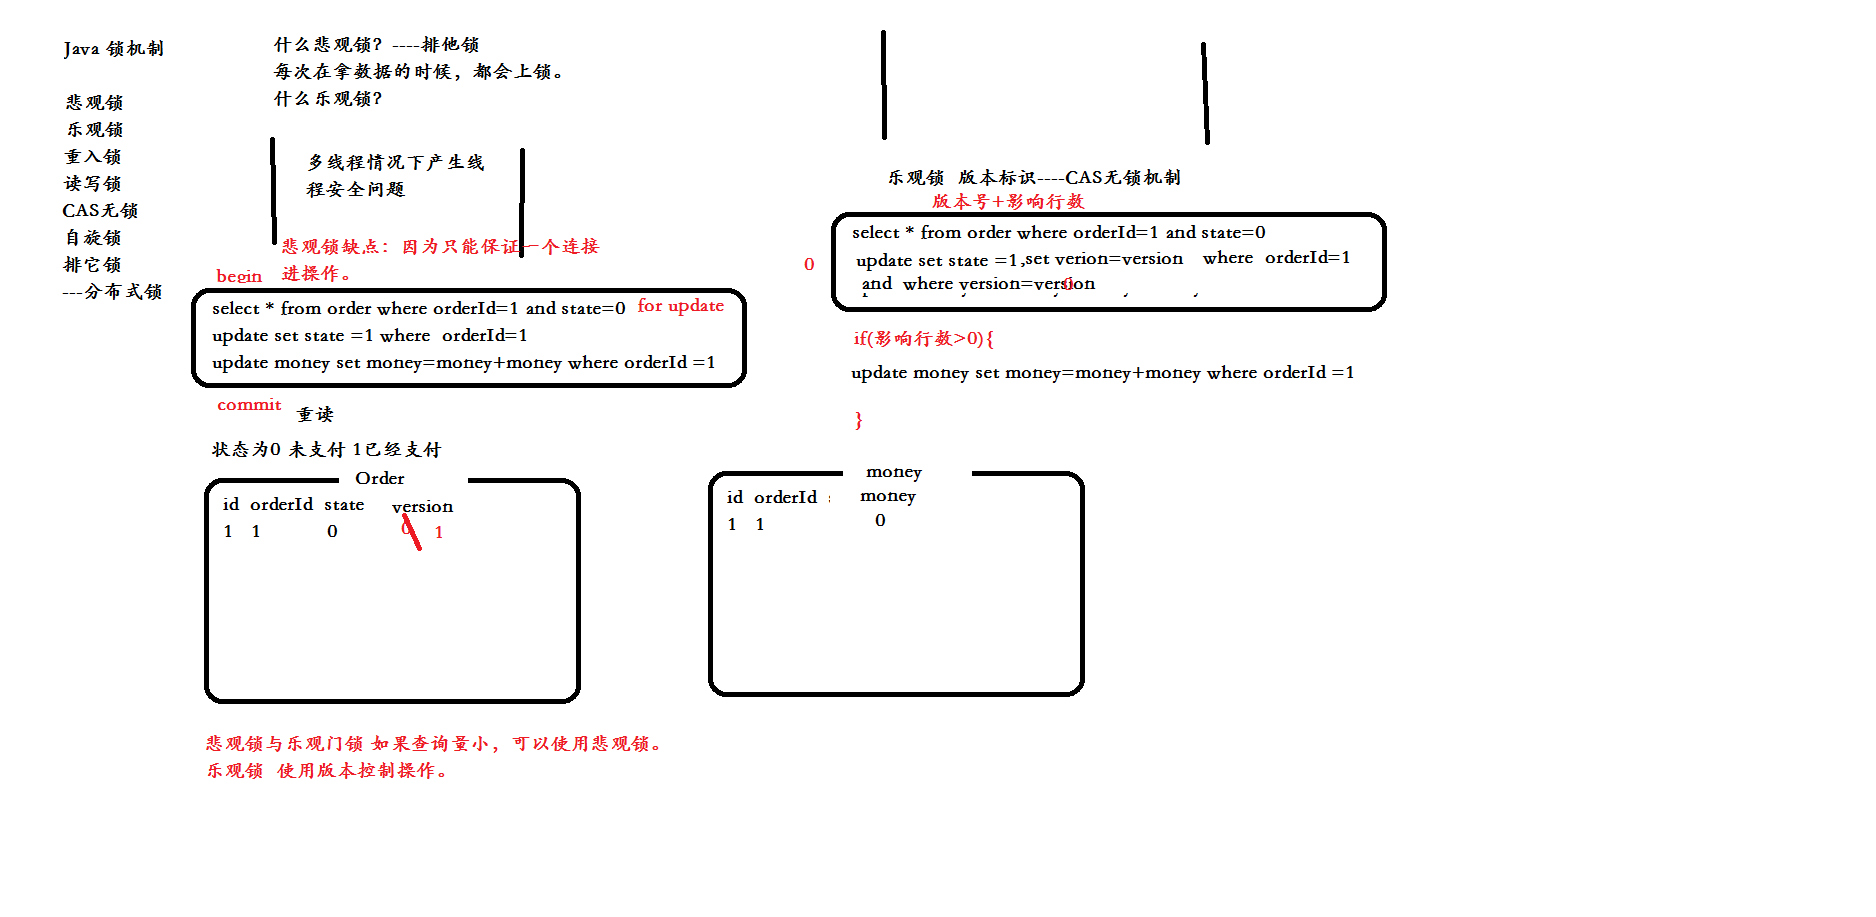 Java 锁机制
悲观锁
乐观锁
重入锁
读写锁
CAS无锁
自旋锁
排它锁
---分布式锁
什么悲观锁？----排他锁
每次在拿数据的时候，都会上锁。
什么乐观锁？
多线程情况下产生线
程安全问题
悲观锁缺点：因为只能保证一个连接
进操作。
begin
select * from order where orderId=1 and state=0 for update
update set state =1 where orderId=1
update money set money=money+money where orderId =1
commit
重读
状态为0 未支付 1已经支付
Order
id orderId state version
1 1 0 0 1
乐观锁 版本标识----CAS无锁机制
版本号+影响行数
0
select * from order where orderId=1 and state=0
update set state =1,set verion=version where orderId=1
and where version=version 0
if(影响行数>0){
update money set money=money+money where orderId =1
}
money
id orderId money
1 1 0
悲观锁与乐观门锁 如果查询量小，可以使用悲观锁。
乐观锁 使用版本控制操作。